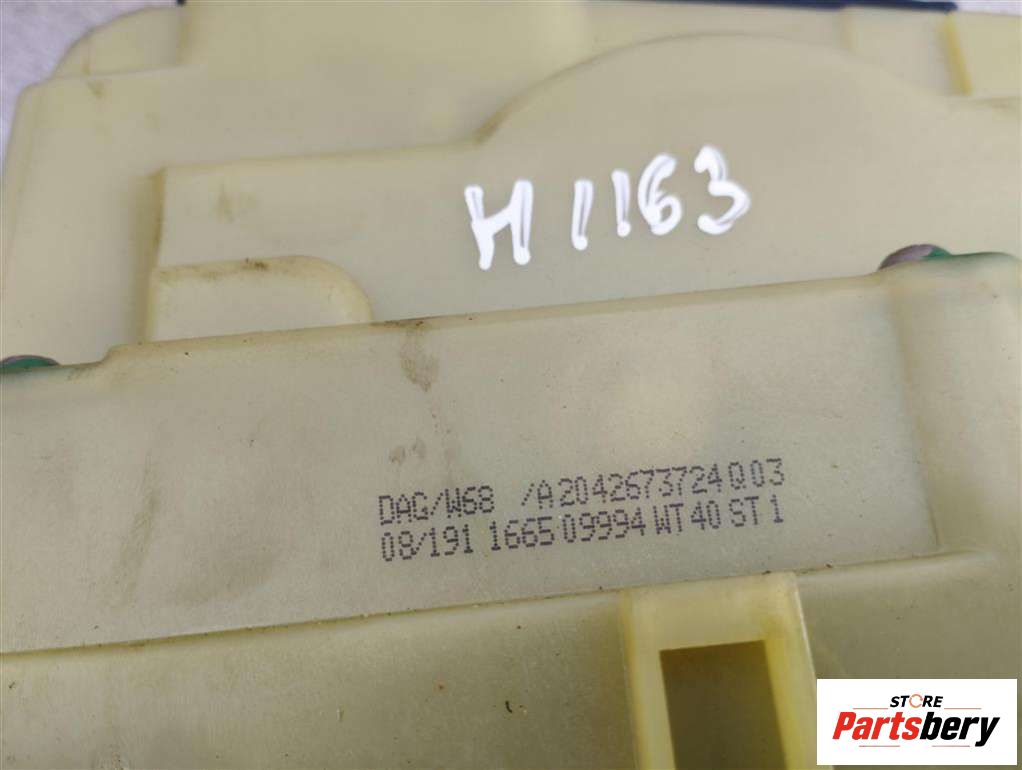 H1163
DAG/W68 /A2042673724Q03
08/191 1665 09994 WT40 ST1
STORE
Partsbery